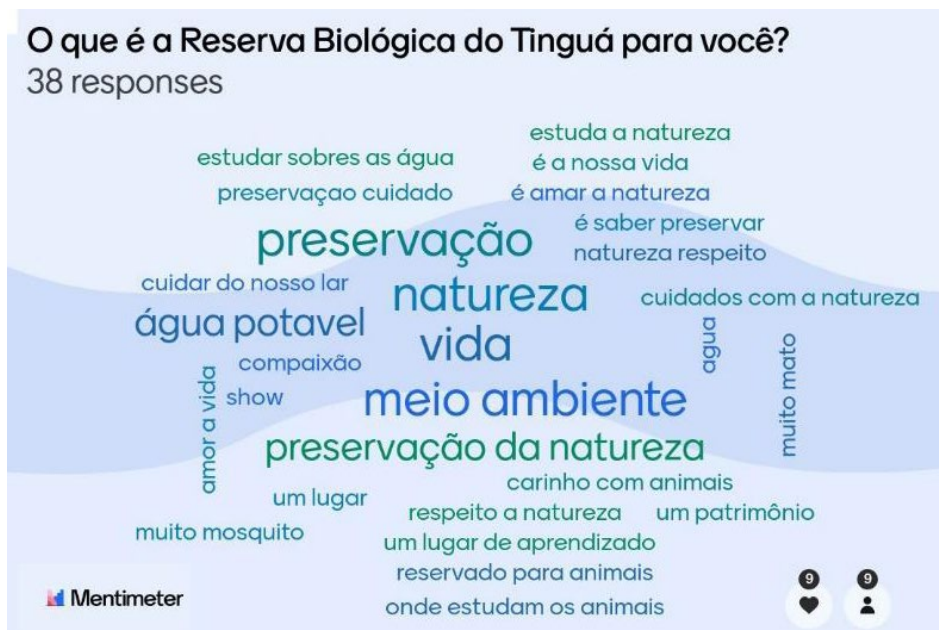 O que é a Reserva Biológica do Tinguá para você?
38 responses
estuda a natureza
estudar sobres as água
é a nossa vida
preservaçao cuidado
é amar a natureza
é saber preservar
preservação
natureza respeito
cuidar do nosso lar
natureza
cuidados com a natureza
água potavel
vida
agua
muito mato
compaixão
amor a vida
show
meio ambiente
preservação da natureza
carinho com animais
um lugar
respeito a natureza
um patrimônio
muito mosquito
um lugar de aprendizado
reservado para animais
onde estudam os animais
Mentimeter
9
9